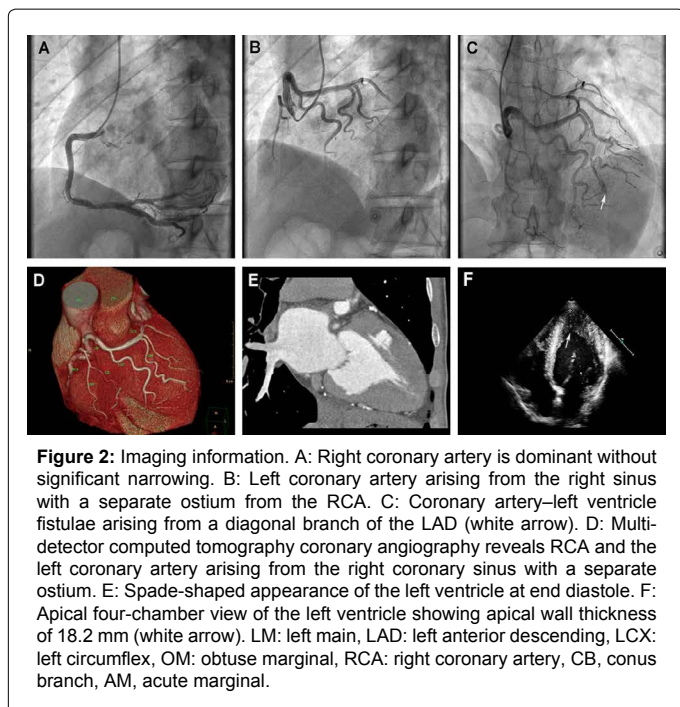 A
B
C
D
E
F
Figure 2: Imaging information. A: Right coronary artery is dominant without
significant narrowing. B: Left coronary artery arising from the right sinus
with a separate ostium from the RCA. C: Coronary artery–left ventricle
fistulae arising from a diagonal branch of the LAD (white arrow). D: Multi-
detector computed tomography coronary angiography reveals RCA and the
left coronary artery arising from the right coronary sinus with a separate
ostium. E: Spade-shaped appearance of the left ventricle at end diastole. F:
Apical four-chamber view of the left ventricle showing apical wall thickness
of 18.2 mm (white arrow). LM: left main, LAD: left anterior descending, LCX:
left circumflex, OM: obtuse marginal, RCA: right coronary artery, CB, conus
branch, AM, acute marginal.